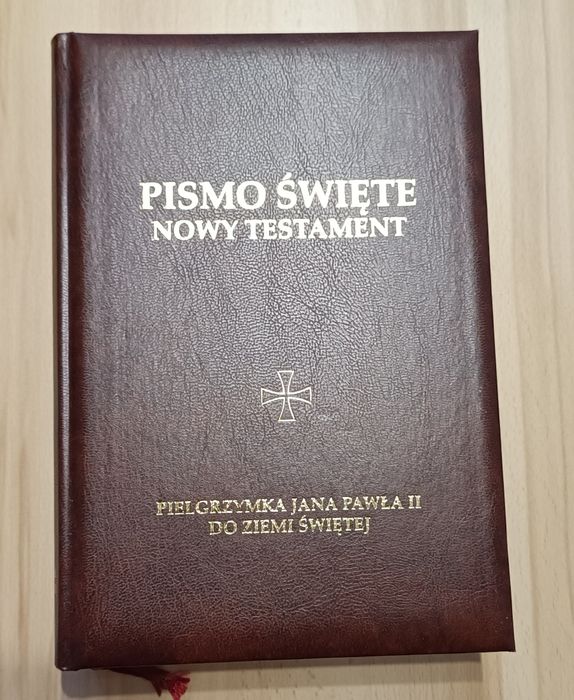 PISMO ŚWIĘTE
NOWY TESTAMENT
PIELGRZYMKA JANA PAWŁA II
DO ZIEMI ŚWIĘTEJ